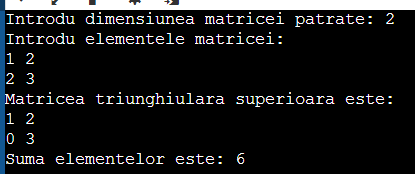 Introdu dimensiunea matricei patrate: 2
Introdu elementele matricei:
1 2
2 3
Matricea triunghiulara superioara este:
1 2
0 3
Suma elementelor este: 6